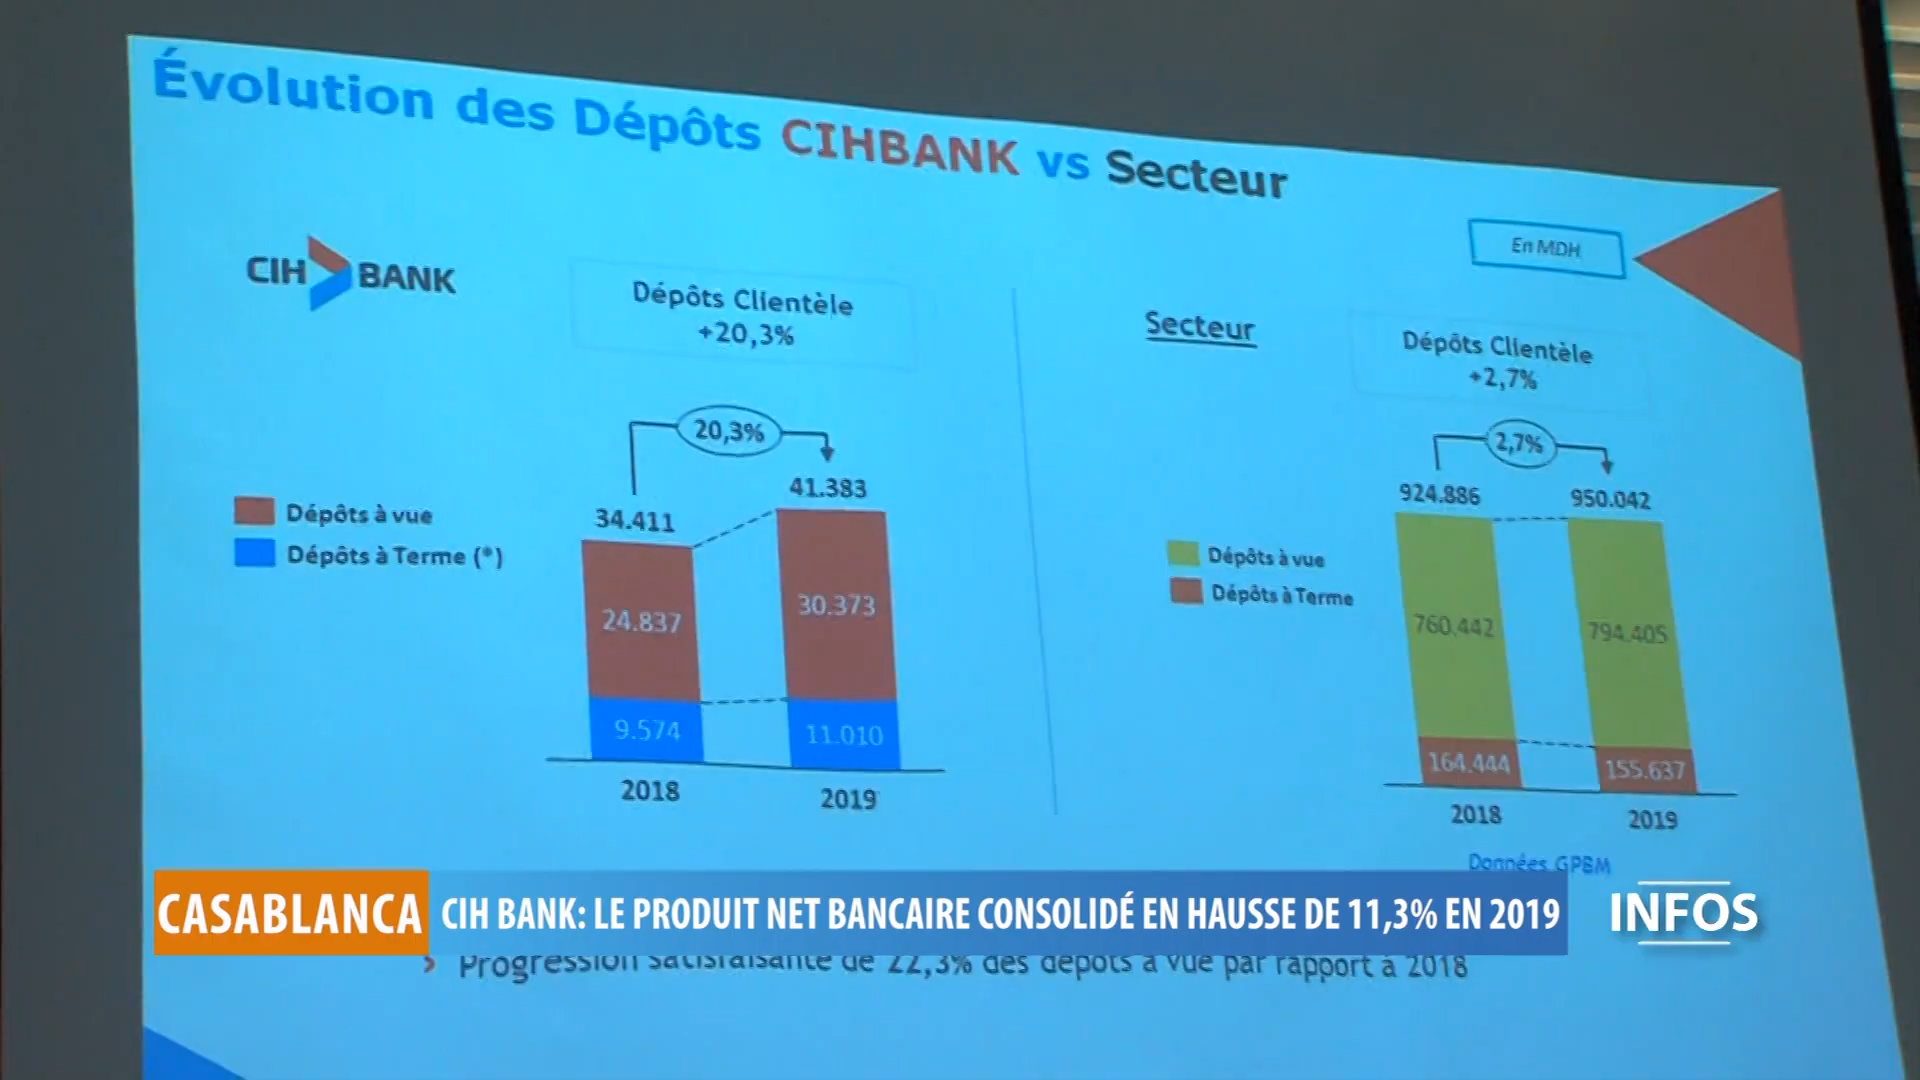 Évolution des Dépôts CIHBANK vs Secteur
En MDH
CIH BANK
Dépôts Clientèle
+20,3%
20,3%
34.411
41.383
Dépôts à vue
Dépôts à Terme (*)
24.837
30.373
9.574
11.010
2018
2019
Secteur
Dépôts Clientèle
+2,7%
2,7%
924.886
950.042
Dépôts à vue
Dépôts à Terme
760.442
794.405
164.444
155.637
2018
2019
Données GPBM
CASABLANCA
CIH BANK: LE PRODUIT NET BANCAIRE CONSOLIDÉ EN HAUSSE DE 11,3% EN 2019
INFOS
Progression satisfaisante de 22,3% des dépôts à vue par rapport à 2018